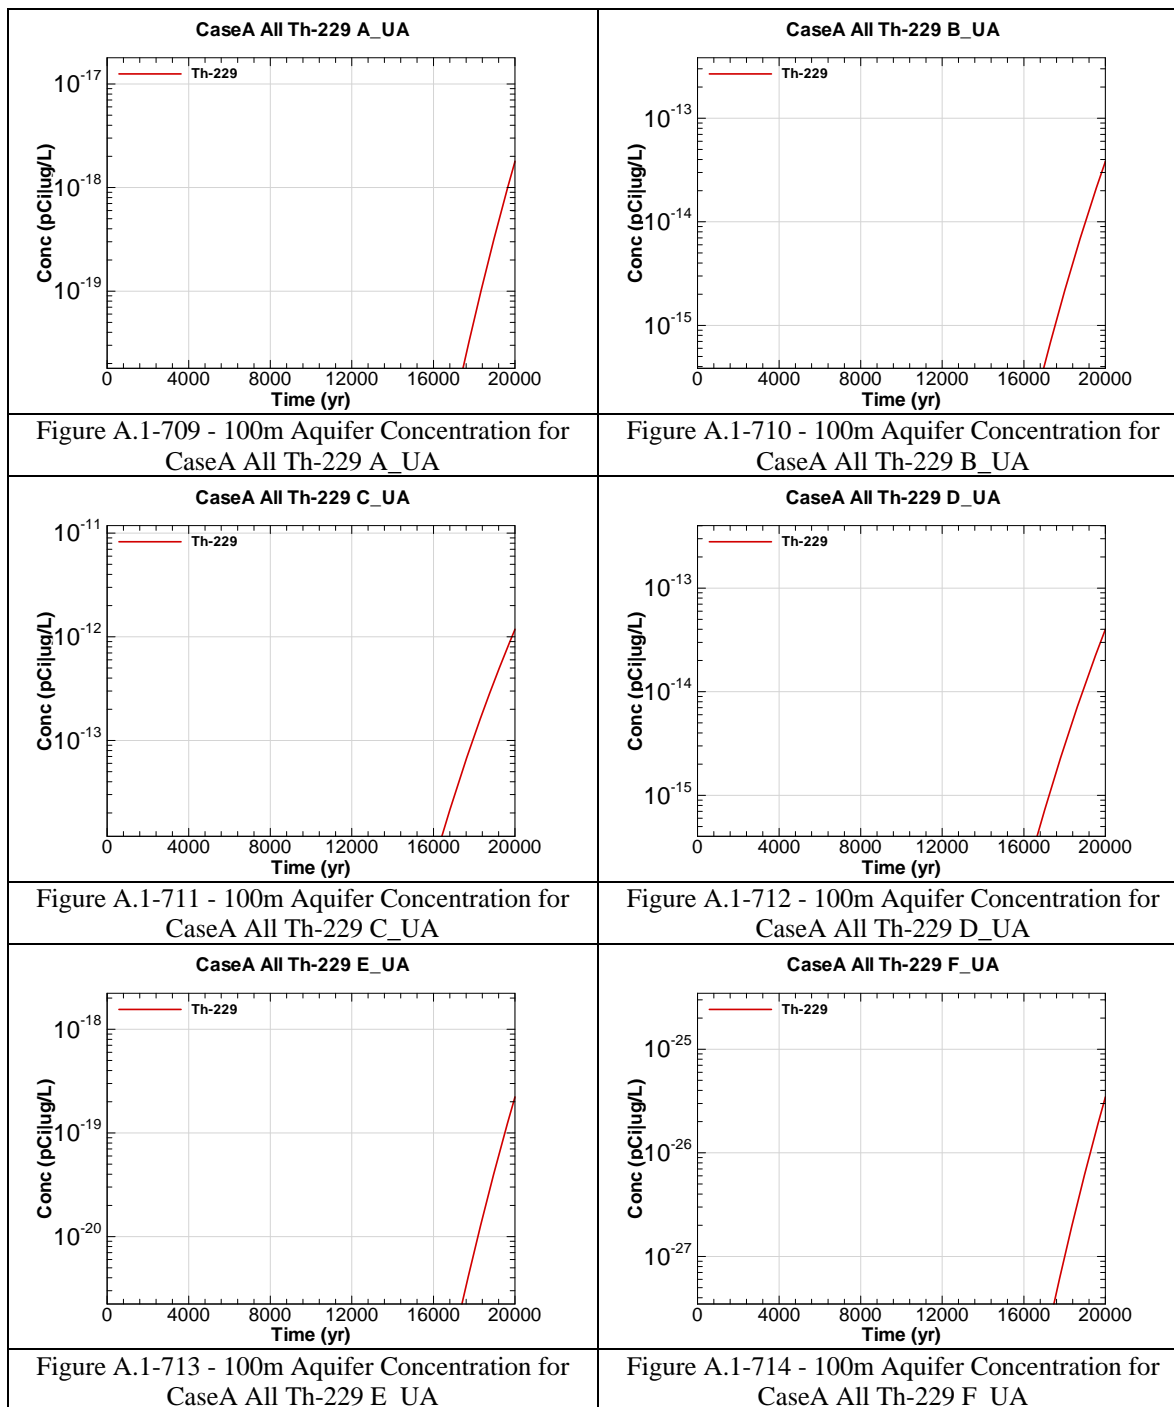 CaseA All Th-229 A_UA
Th-229
10-17
10-18
10-19
Conc (pCi|ug/L)
0 4000 8000 12000 16000 20000
Time (yr)
Figure A.1-709 - 100m Aquifer Concentration for
CaseA All Th-229 A_UA
CaseA All Th-229 B_UA
Th-229
10-13
10-14
10-15
Conc (pCi|ug/L)
0 4000 8000 12000 16000 20000
Time (yr)
Figure A.1-710 - 100m Aquifer Concentration for
CaseA All Th-229 B_UA
CaseA All Th-229 C_UA
Th-229
10-11
10-12
10-13
Conc (pCi|ug/L)
0 4000 8000 12000 16000 20000
Time (yr)
Figure A.1-711 - 100m Aquifer Concentration for
CaseA All Th-229 C_UA
CaseA All Th-229 D_UA
Th-229
10-13
10-14
10-15
Conc (pCi|ug/L)
0 4000 8000 12000 16000 20000
Time (yr)
Figure A.1-712 - 100m Aquifer Concentration for
CaseA All Th-229 D_UA
CaseA All Th-229 E_UA
Th-229
10-18
10-19
10-20
Conc (pCi|ug/L)
0 4000 8000 12000 16000 20000
Time (yr)
Figure A.1-713 - 100m Aquifer Concentration for
CaseA All Th-229 E_UA
CaseA All Th-229 F_UA
Th-229
10-25
10-26
10-27
Conc (pCi|ug/L)
0 4000 8000 12000 16000 20000
Time (yr)
Figure A.1-714 - 100m Aquifer Concentration for
CaseA All Th-229 F_UA